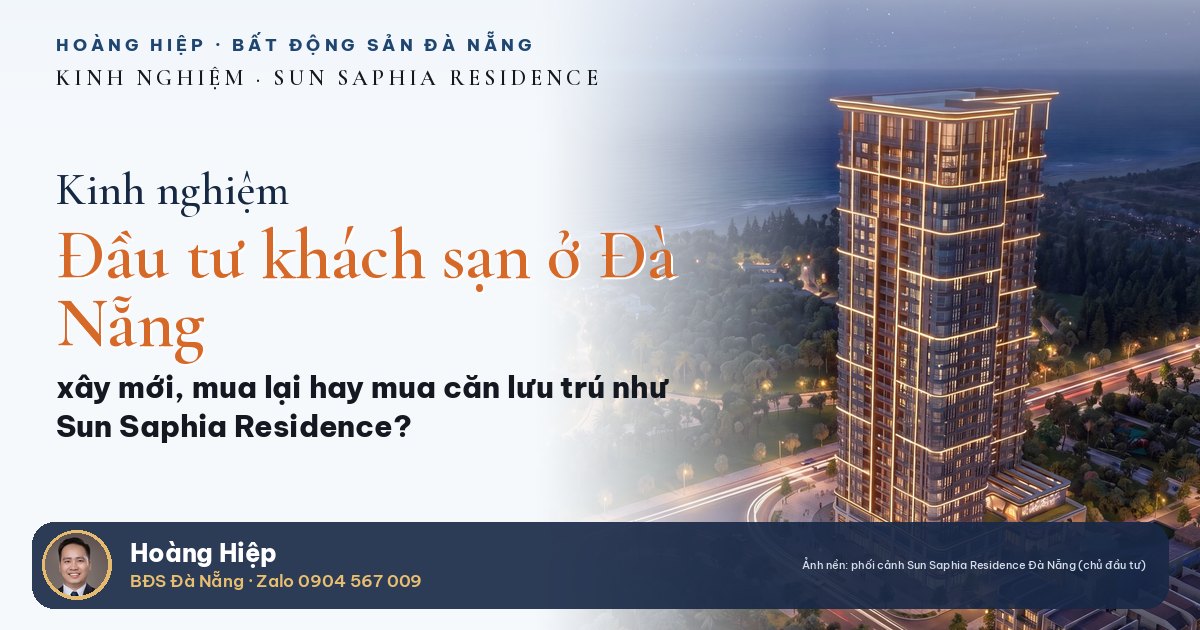 HOÀNG HIỆP · BẤT ĐỘNG SẢN ĐÀ NẴNG
KINH NGHIỆM · SUN SAPHIA RESIDENCE
Kinh nghiệm
Đầu tư khách sạn ở Đà
Nẵng
xây mới, mua lại hay mua căn lưu trú như
Sun Saphia Residence?
Hoàng Hiệp
BĐS Đà Nẵng · Zalo 0904 567 009
Ảnh nền: phối cảnh Sun Saphia Residence Đà Nẵng (chủ đầu tư)